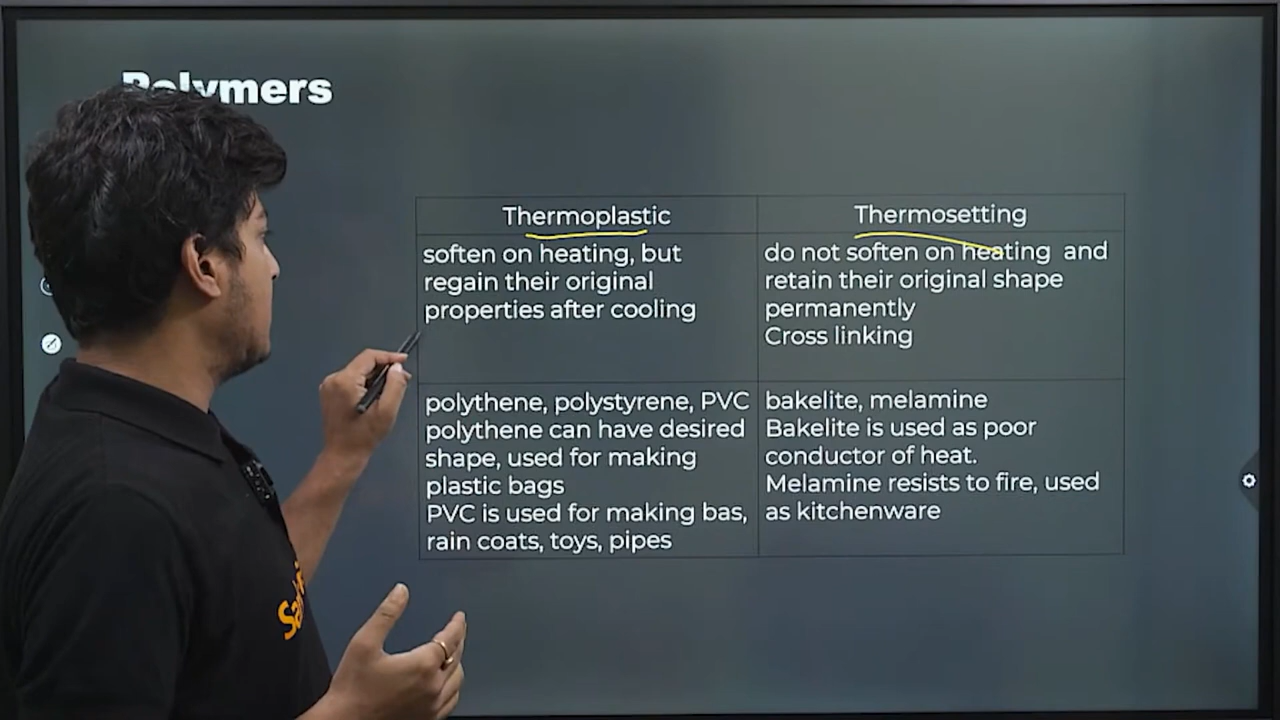 Polymers
Thermoplastic
soften on heating, but
regain their original
properties after cooling
Thermosetting
do not soften on heating and
retain their original shape
permanently
Cross linking
polythene, polystyrene, PVC
polythene can have desired
shape, used for making
plastic bags
PVC is used for making bas,
rain coats, toys, pipes
bakelite, melamine
Bakelite is used as poor
conductor of heat.
Melamine resists to fire, used
as kitchenware